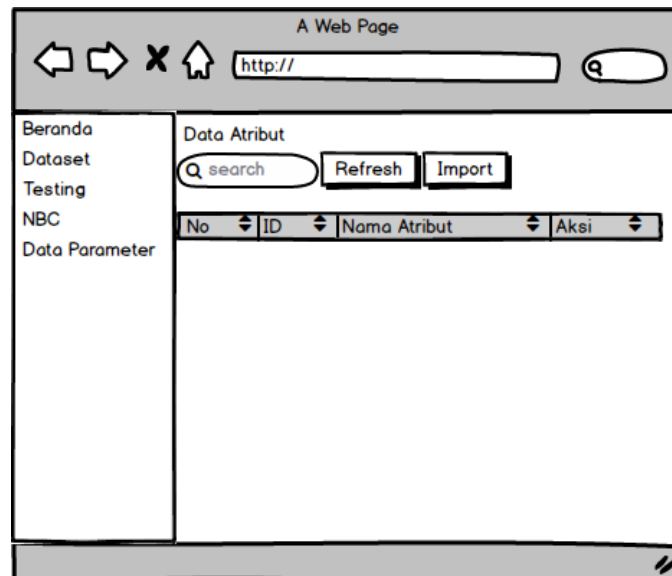 A Web Page
http://
Beranda
Dataset
Testing
NBC
Data Parameter
Data Atribut
search Refresh Import
No ID Nama Atribut Aksi